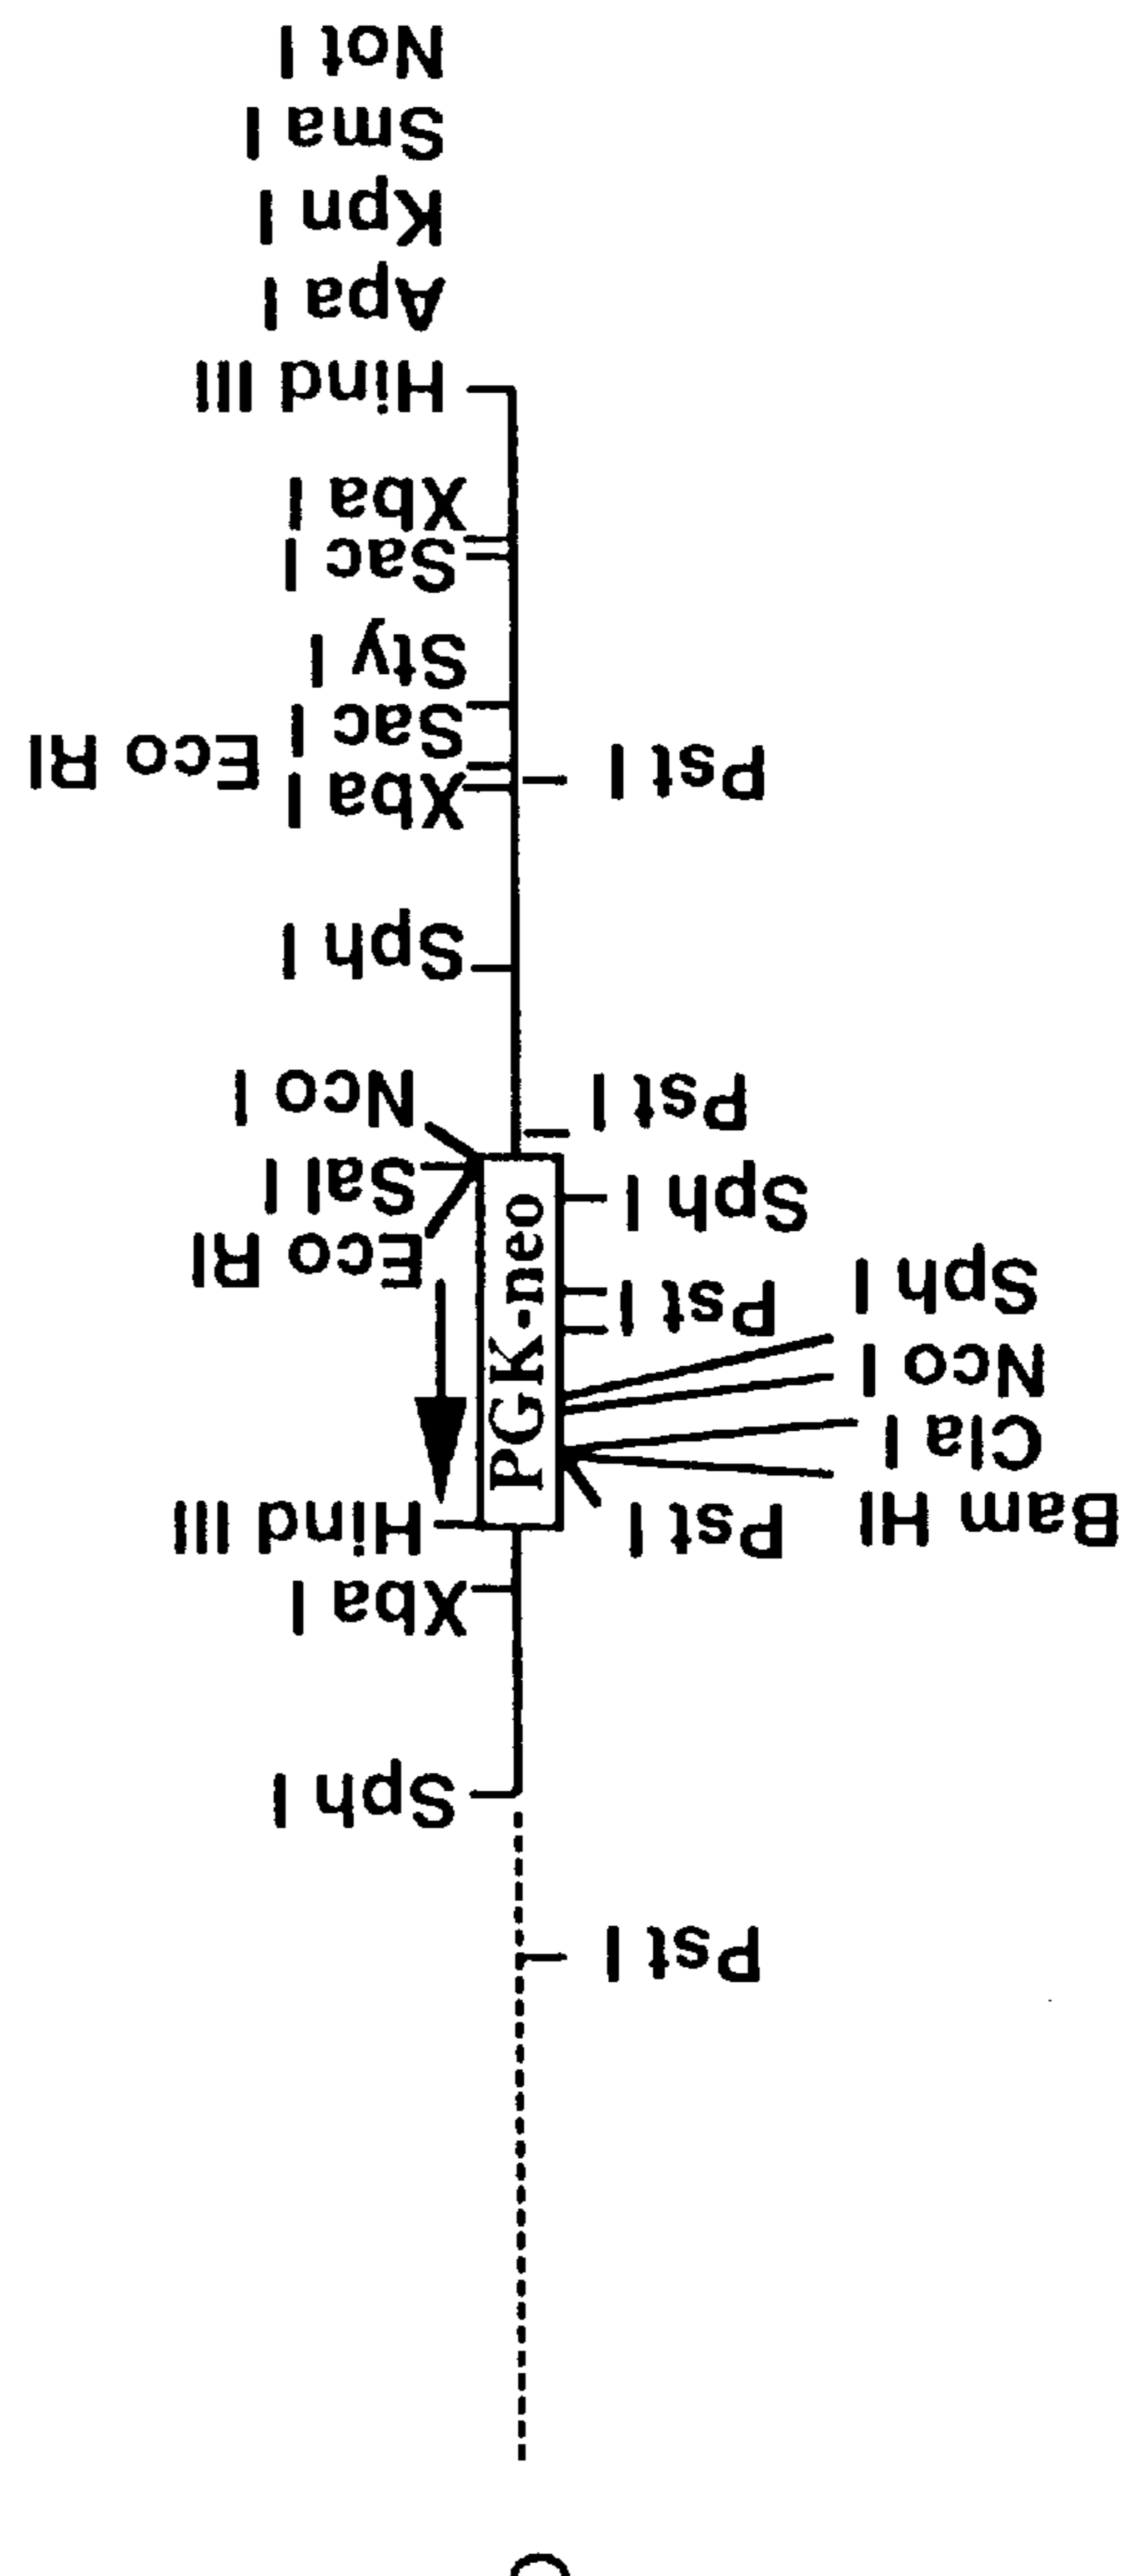 Pst I
Sph I
Xba I
Bam HI
Pst I
Hind III
Cla I
Nco I
PGK-neo
Pst I
Sph I
Eco RI
Sph I
Sal I
Pst I
Nco I
Sph I
Xba I
Pst I
Eco RI
Sac I
Sty I
Sac I
Xba I
Hind III
Apa I
Kpn I
Sma I
Not I